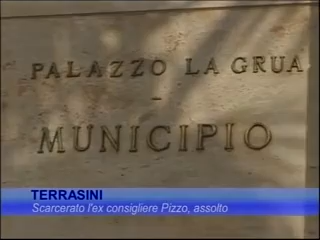 PALAZZO LA GRUA
-
MUNICIPIO
TERRASINI
Scarcerato l'ex consigliere Pizzo, assolto